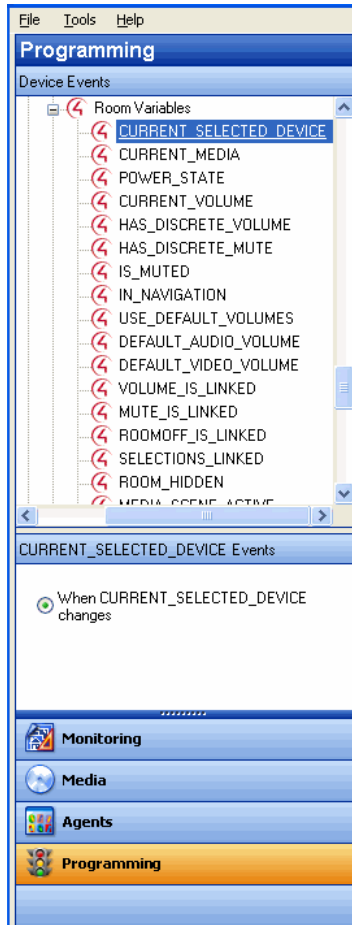 File Tools Help
Programming
Device Events
Room Variables
CURRENT_SELECTED_DEVICE
CURRENT_MEDIA
POWER_STATE
CURRENT_VOLUME
HAS_DISCRETE_VOLUME
HAS_DISCRETE_MUTE
IS_MUTED
IN_NAVIGATION
USE_DEFAULT_VOLUMES
DEFAULT_AUDIO_VOLUME
DEFAULT_VIDEO_VOLUME
VOLUME_IS_LINKED
MUTE_IS_LINKED
ROOMOFF_IS_LINKED
SELECTIONS_LINKED
ROOM_HIDDEN
MEDIA_SCENE_ACTIVE
CURRENT_SELECTED_DEVICE Events
When CURRENT_SELECTED_DEVICE
changes
Monitoring
Media
Agents
Programming